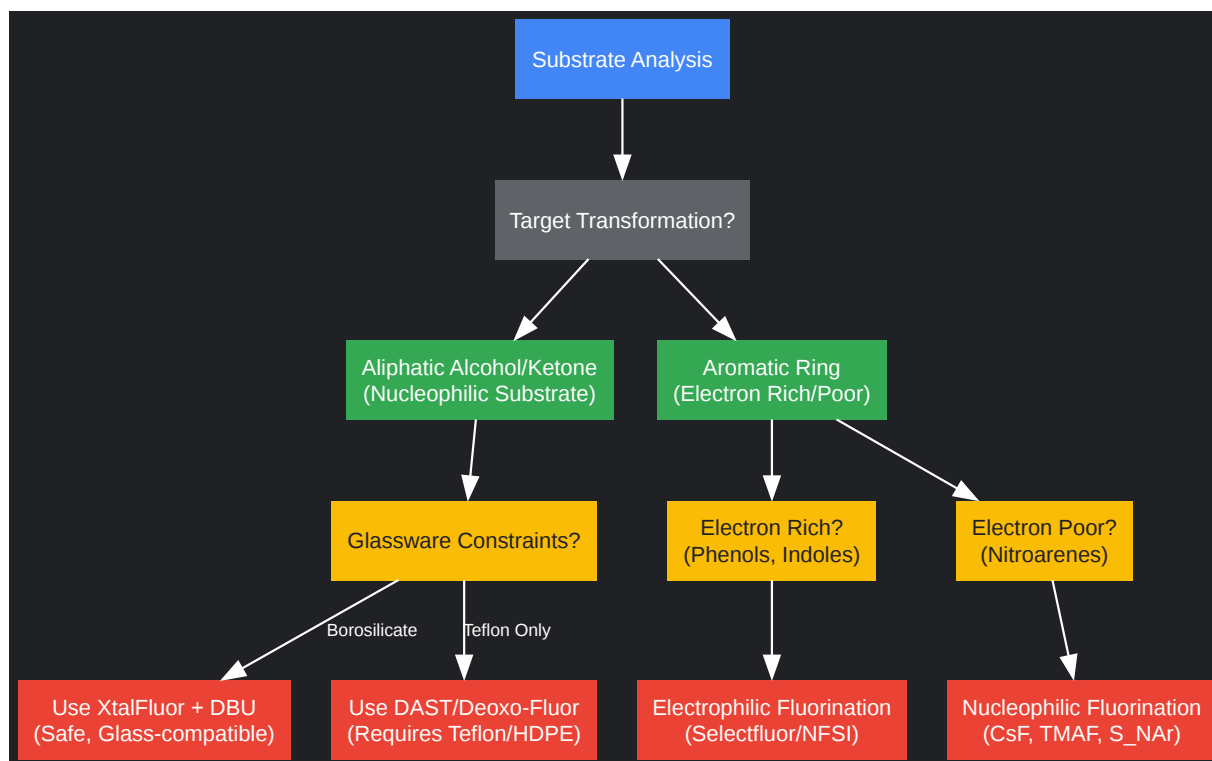 Substrate Analysis
Target Transformation?
Aliphatic Alcohol/Ketone
(Nucleophilic Substrate)
Aromatic Ring
(Electron Rich/Poor)
Glassware Constraints?
Electron Rich?
(Phenols, Indoles)
Electron Poor?
(Nitroarenes)
Borosilicate
Teflon Only
Use XtalFluor + DBU
(Safe, Glass-compatible)
Use DAST/Deoxo-Fluor
(Requires Teflon/HDPE)
Electrophilic Fluorination
(Selectfluor/NFSI)
Nucleophilic Fluorination
(CsF, TMAF, S_NAr)